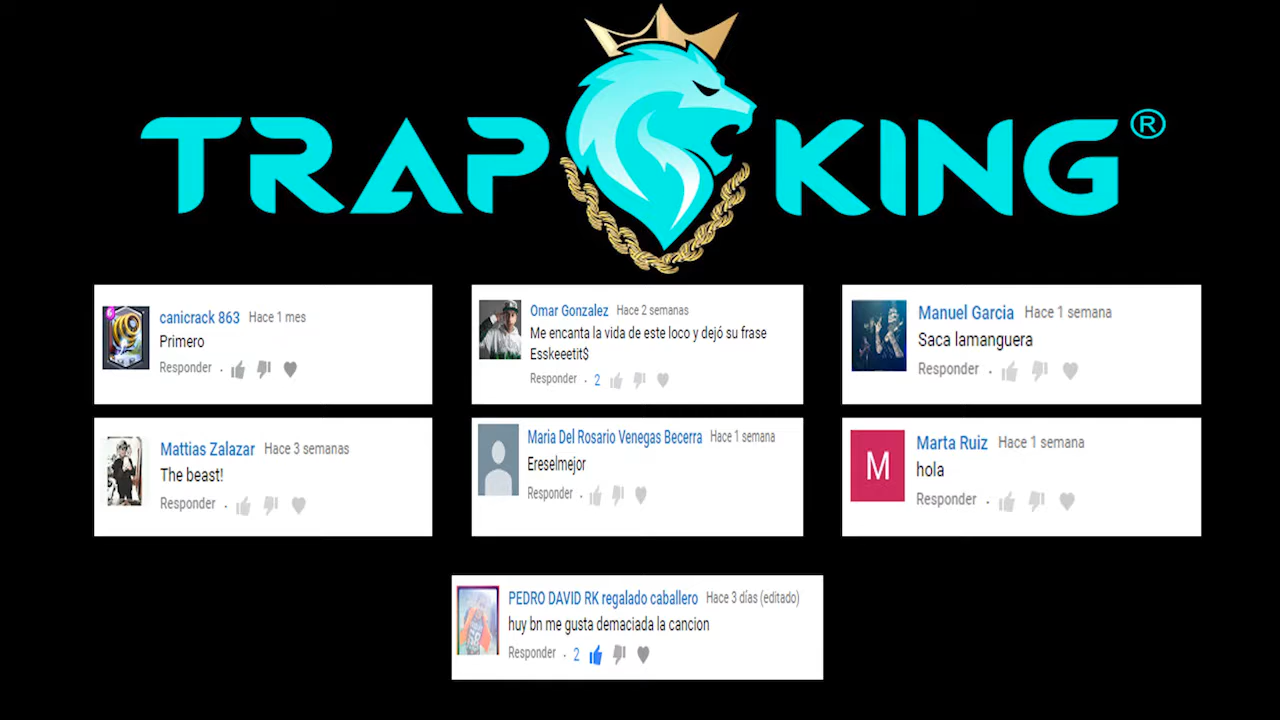 TRAP KING ®
canicrack 863 Hace 1 mes
Primero
Responder
Omar Gonzalez Hace 2 semanas
Me encanta la vida de este loco y dejó su frase
Esskeeetit$
Responder · 2
Manuel Garcia Hace 1 semana
Saca lamanguera
Responder
Mattias Zalazar Hace 3 semanas
The beast!
Responder
Maria Del Rosario Venegas Becerra Hace 1 semana
Ereselmejor
Responder
M
Marta Ruiz Hace 1 semana
hola
Responder
PEDRO DAVID RK regalado caballero Hace 3 días (editado)
huy bn me gusta demaciada la cancion
Responder · 2